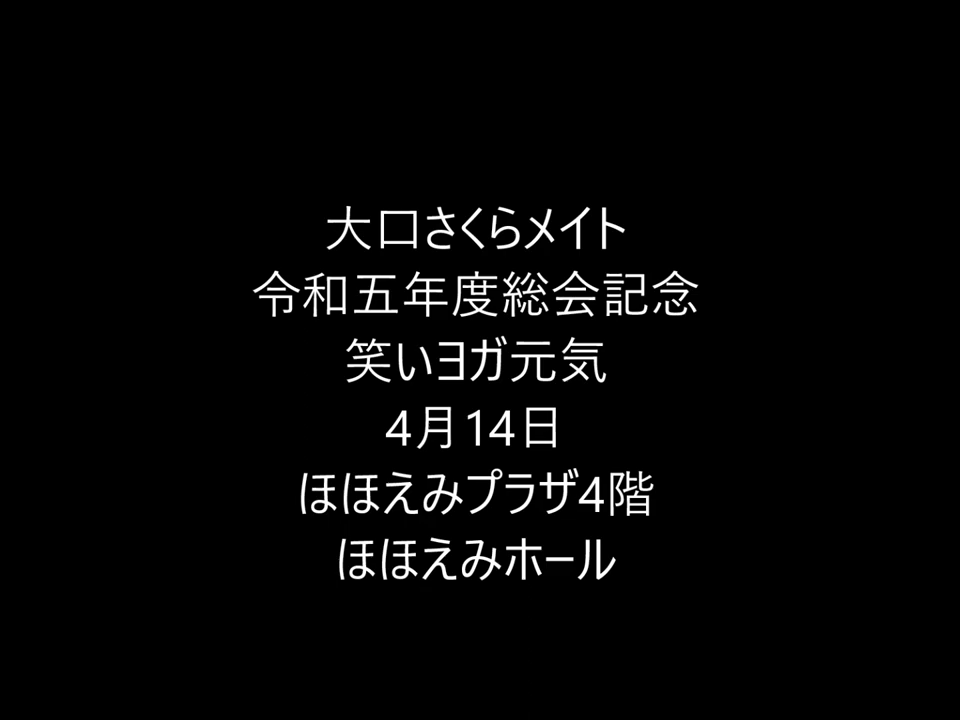 大口さくらメイト
令和五年度総会記念
笑いヨガ元気
4月14日
ほほえみプラザ4階
ほほえみホール